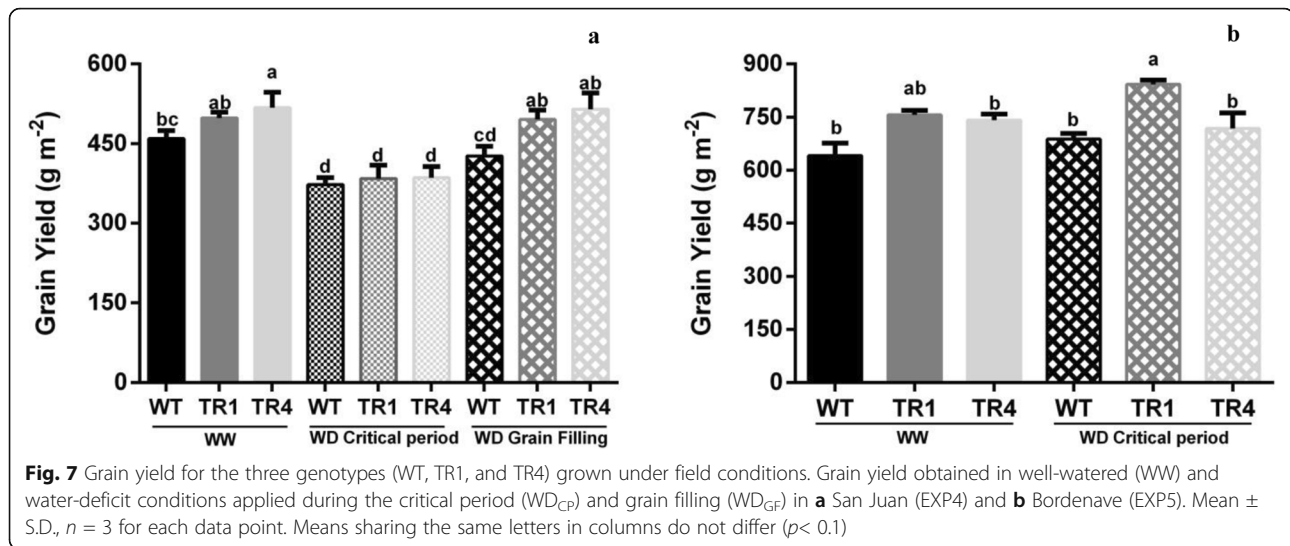 a
600
450
300
150
0
Grain Yield (g m⁻²)
bc
ab
a
d
d
d
cd
ab
ab
WT TR1 TR4 WT TR1 TR4 WT TR1 TR4
WW WD Critical period WD Grain Filling
b
900
750
600
450
300
150
0
Grain Yield (g m⁻²)
b
ab
b
b
a
b
WT TR1 TR4 WT TR1 TR4
WW WD Critical period
Fig. 7 Grain yield for the three genotypes (WT, TR1, and TR4) grown under field conditions. Grain yield obtained in well-watered (WW) and
water-deficit conditions applied during the critical period (WD_CP) and grain filling (WD_GF) in a San Juan (EXP4) and b Bordenave (EXP5). Mean ±
S.D., n = 3 for each data point. Means sharing the same letters in columns do not differ (p< 0.1)